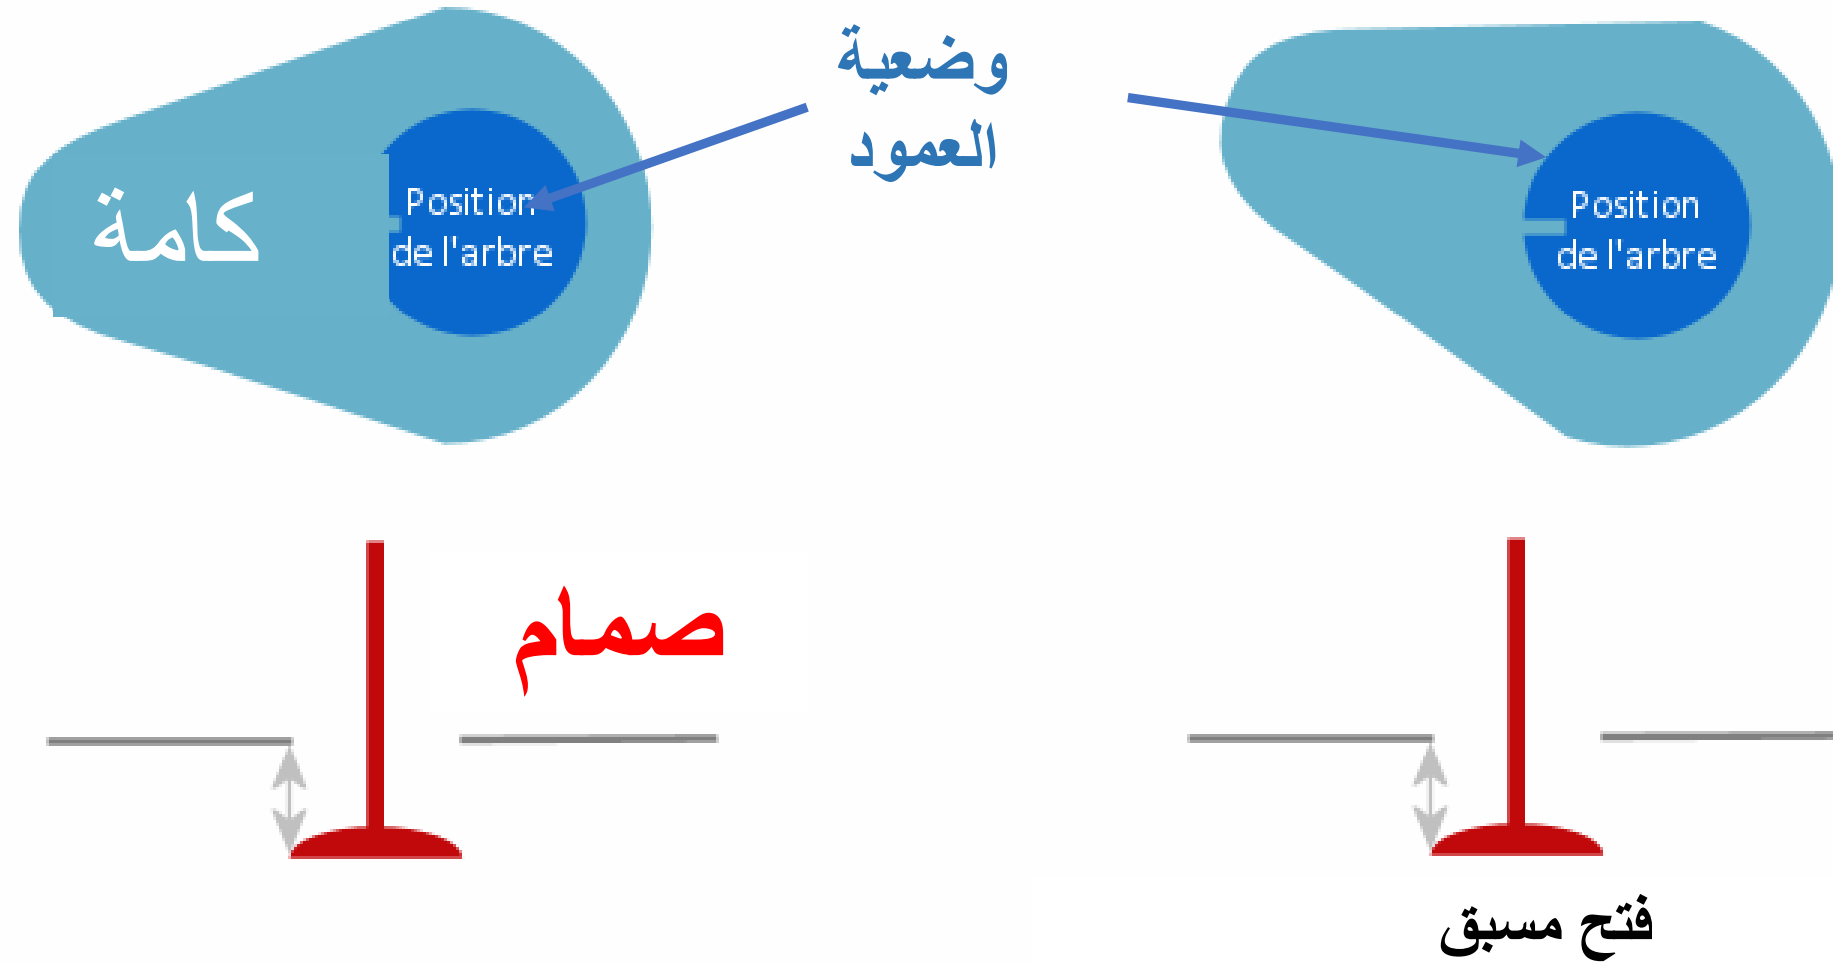 وضعية
العمود
كامة
Position
de l'arbre
Position
de l'arbre
صمام
فتح مسبق